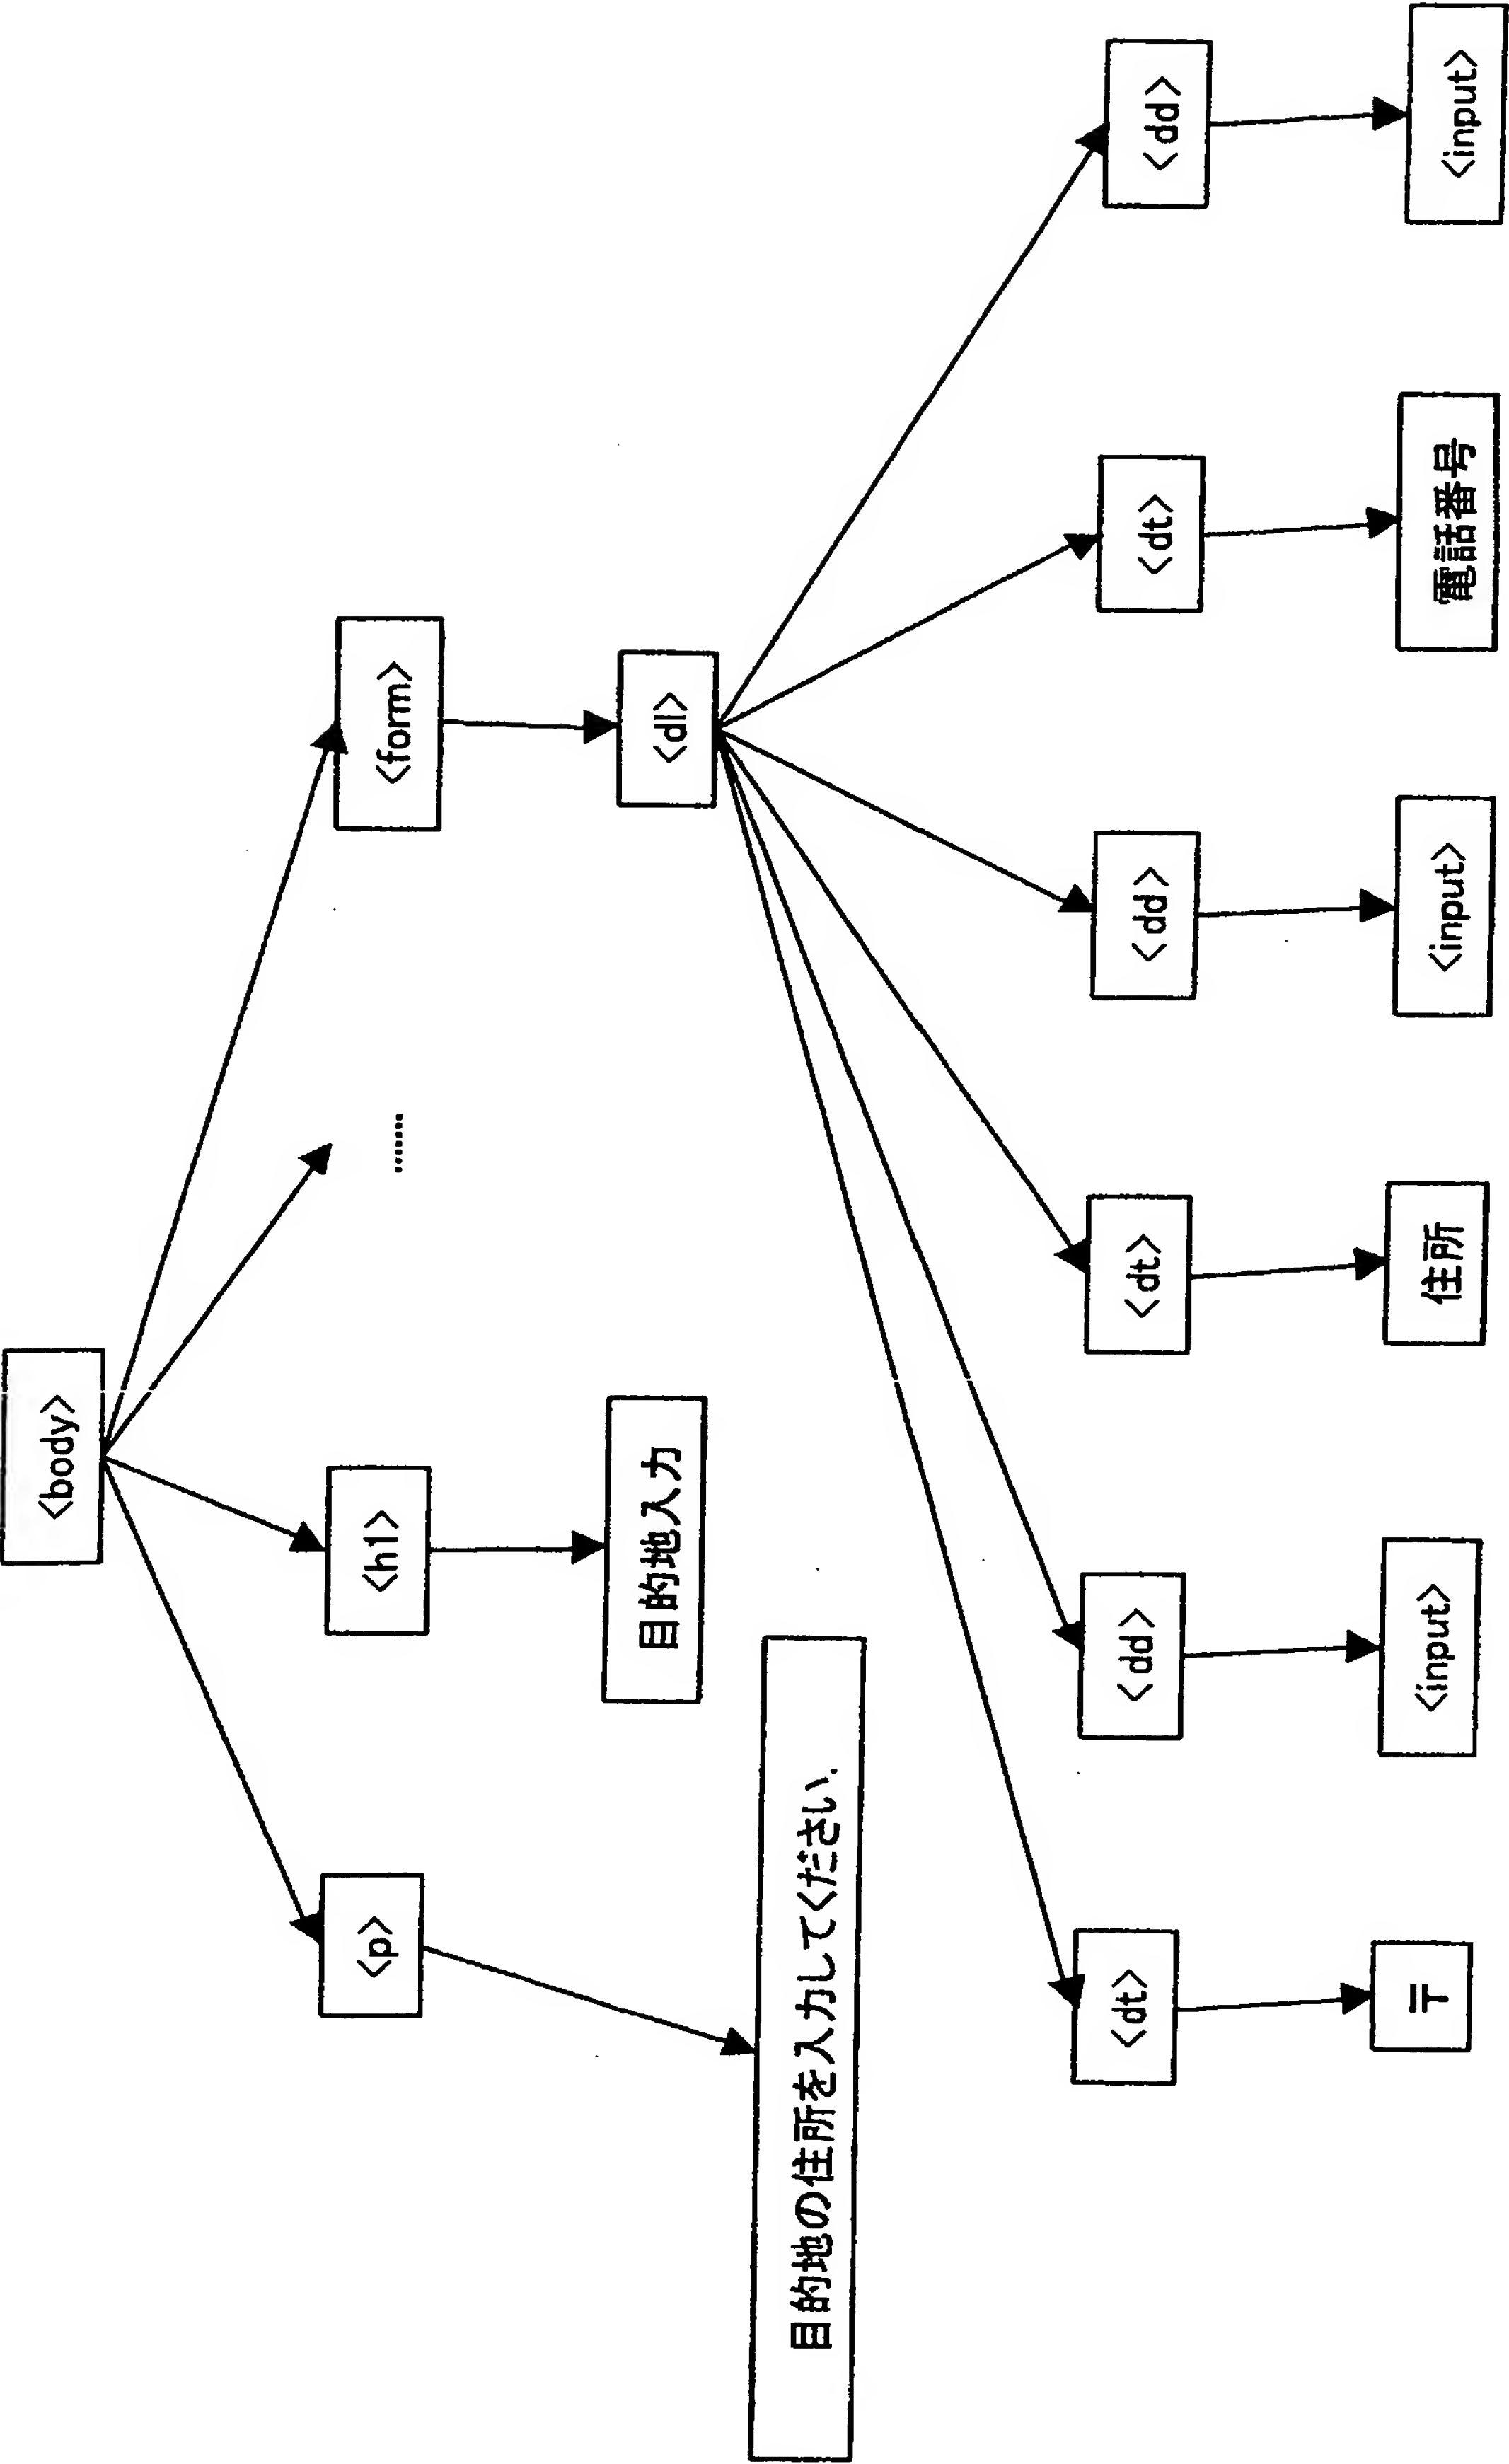 <body>
<p>
<h1>
.......
<form>
目的地の住所を入力してください.
目的地入力
<dl>
<dt>
<dd>
<dt>
<dd>
<dt>
<dd>
〒
<input>
住所
<input>
電話番号
<input>